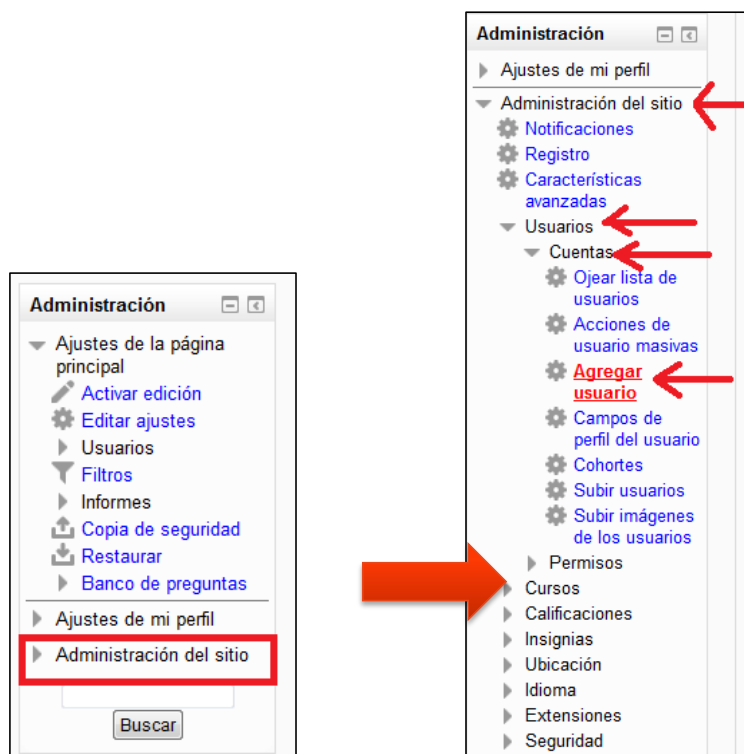 Administración
Ajustes de la página
principal
Activar edición
Editar ajustes
Usuarios
Filtros
Informes
Copia de seguridad
Restaurar
Banco de preguntas
Ajustes de mi perfil
Administración del sitio
Buscar
Administración
Ajustes de mi perfil
Administración del sitio
Notificaciones
Registro
Características
avanzadas
Usuarios
Cuentas
Ojear lista de
usuarios
Acciones de
usuario masivas
Agregar
usuario
Campos de
perfil del usuario
Cohortes
Subir usuarios
Subir imágenes
de los usuarios
Permisos
Cursos
Calificaciones
Insignias
Ubicación
Idioma
Extensiones
Seguridad